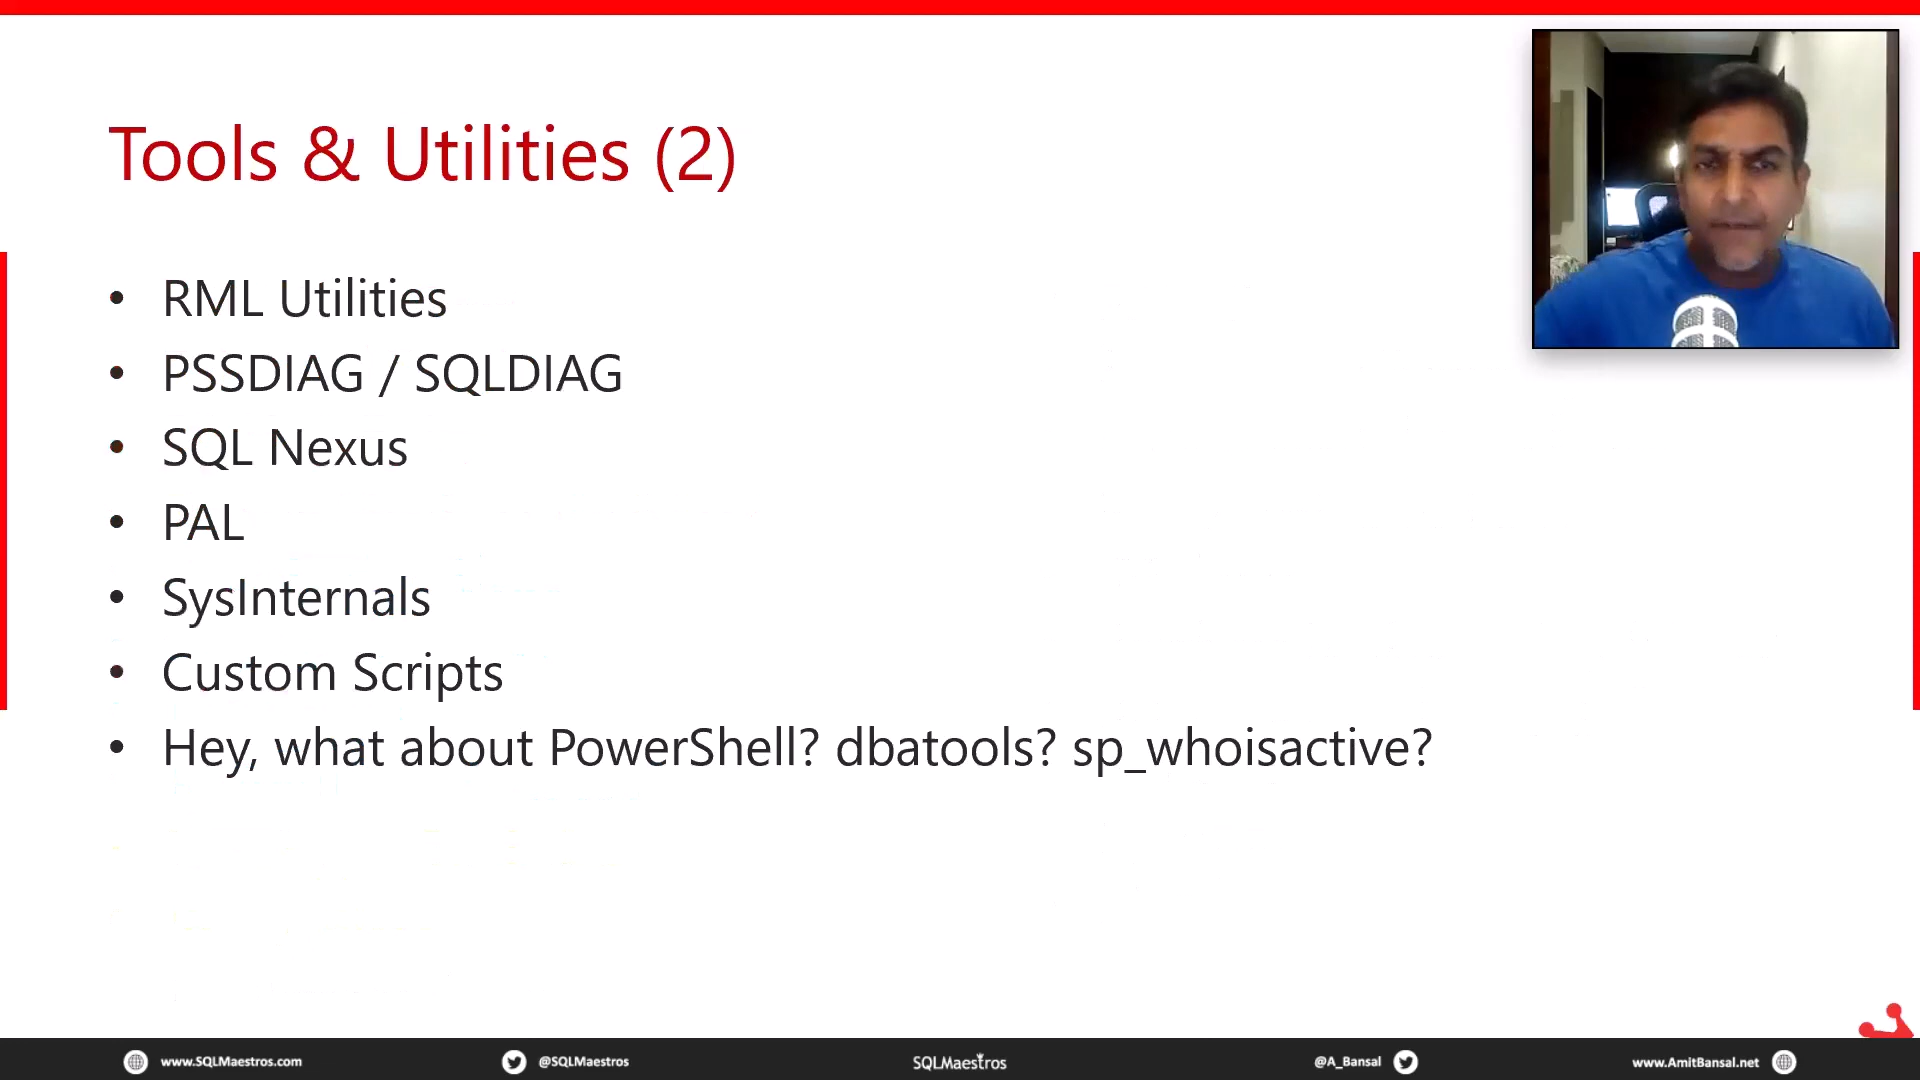 Tools & Utilities (2)
• RML Utilities
• PSSDIAG / SQLDIAG
• SQL Nexus
• PAL
• SysInternals
• Custom Scripts
• Hey, what about PowerShell? dbatools? sp_whoisactive?
www.SQLMaestros.com @SQLMaestros SQLMaestros @A_Bansal www.AmitBansal.net